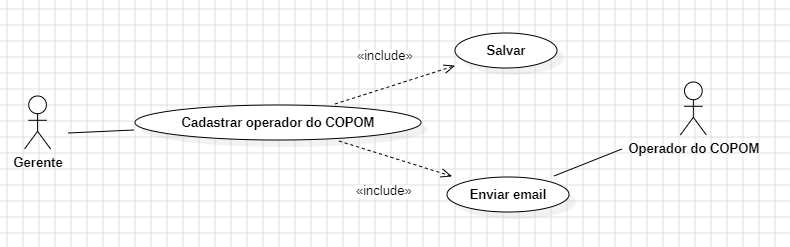 «include»
Salvar
Cadastrar operador do COPOM
Gerente
Operador do COPOM
«include»
Enviar email